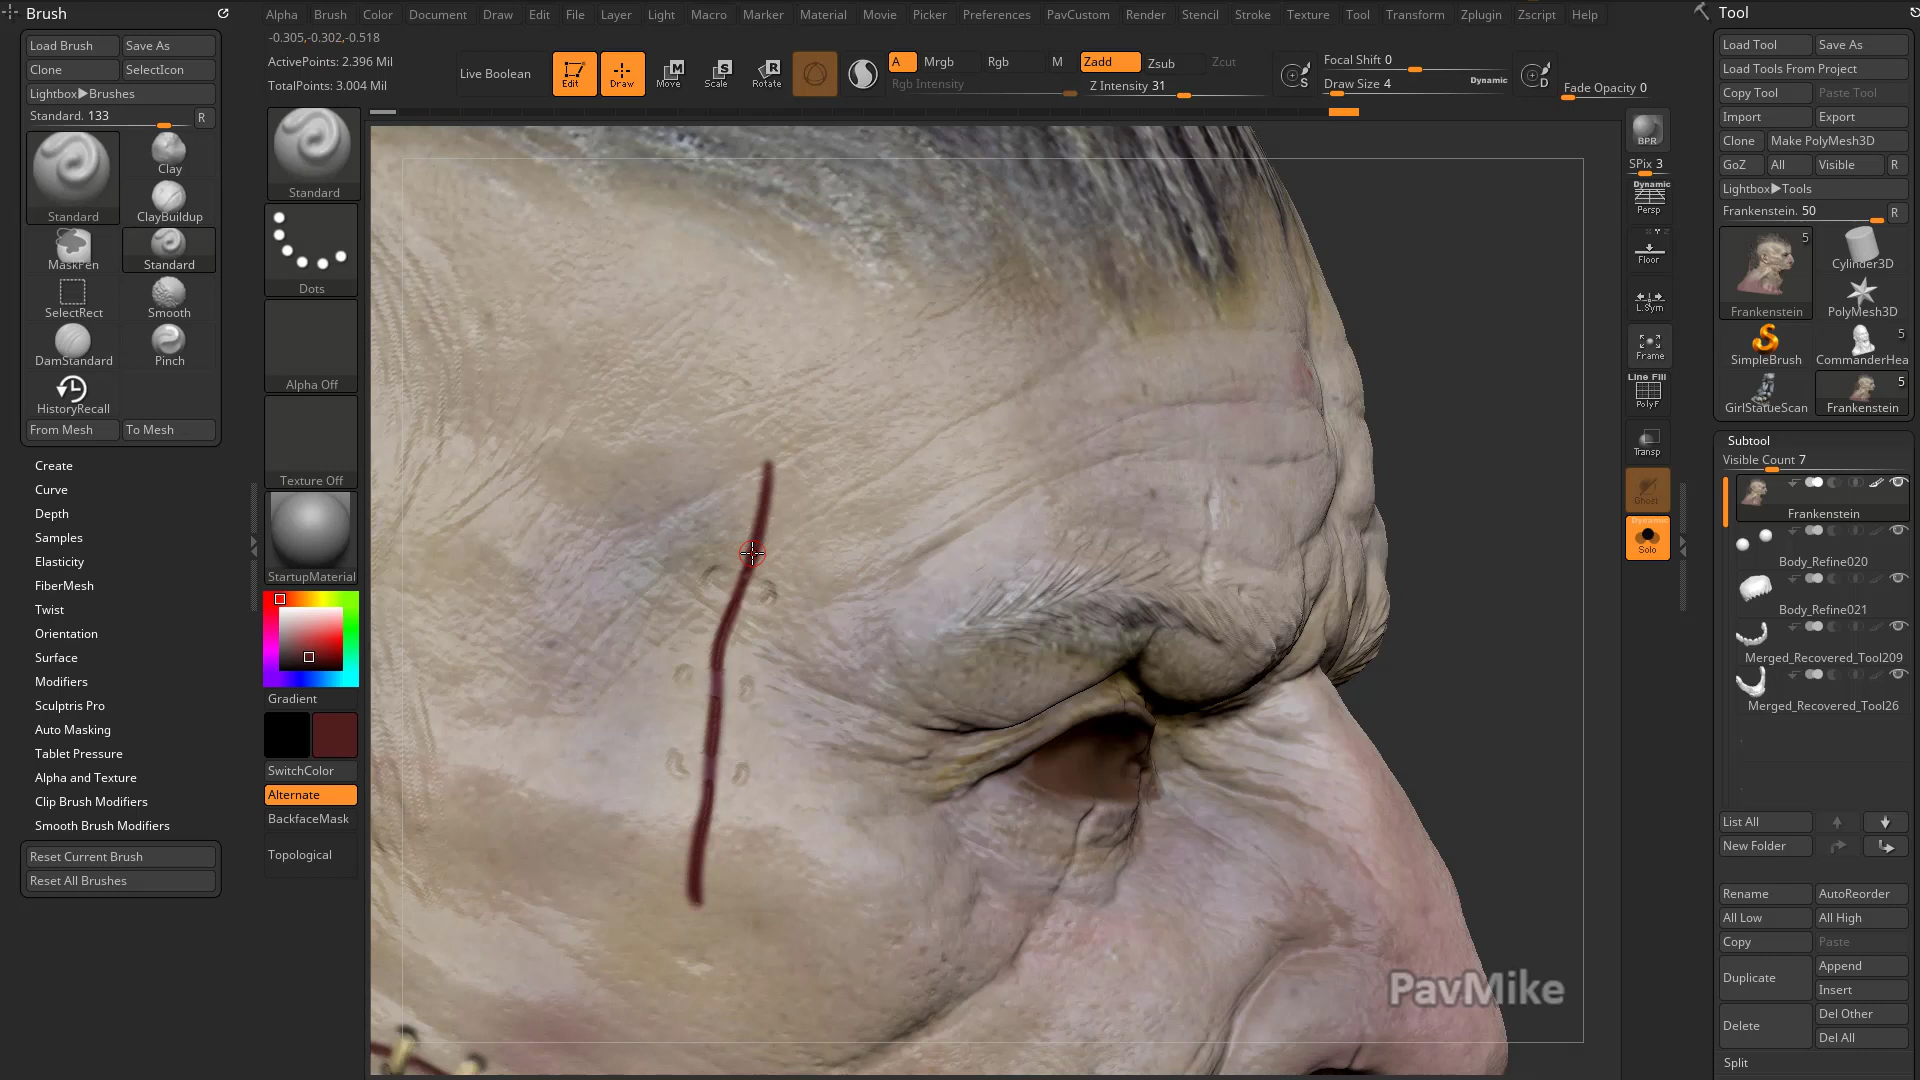 Brush
Alpha Brush Color Document Draw Edit File Layer Light Macro Marker Material Movie Picker Preferences PavCustom Render Stencil Stroke Texture Tool Transform Zplugin Zscript Help
Tool
-0.305,-0.302,-0.518
Load Brush Save As
Clone SelectIcon
Lightbox▶Brushes
Standard. 133 R
Standard
Clay
ClayBuildup
MaskPen
Standard
SelectRect
Smooth
DamStandard
Pinch
HistoryRecall
From Mesh To Mesh
Create
Curve
Depth
Samples
Elasticity
FiberMesh
Twist
Orientation
Surface
Modifiers
Sculptris Pro
Auto Masking
Tablet Pressure
Alpha and Texture
Clip Brush Modifiers
Smooth Brush Modifiers
Reset Current Brush
Reset All Brushes
ActivePoints: 2.396 Mil
TotalPoints: 3.004 Mil
Live Boolean
Edit
Draw
Move
Scale
Rotate
A Mrgb Rgb M
Rgb Intensity
Zadd Zsub Zcut
Z Intensity 31
S
Focal Shift 0
Draw Size 4
Dynamic
D
Fade Opacity 0
Standard
Dots
Alpha Off
Texture Off
StartupMaterial
Gradient
SwitchColor
Alternate
BackfaceMask
Topological
PavMike
BPR
SPix 3
Dynamic
Persp
Floor
L.Sym
Frame
Line Fill
PolyF
Transp
Ghost
Dynamic
Solo
Load Tool Save As
Load Tools From Project
Copy Tool Paste Tool
Import Export
Clone Make PolyMesh3D
GoZ All Visible R
Lightbox▶Tools
Frankenstein. 50 R
5
Frankenstein
Cylinder3D
PolyMesh3D
SimpleBrush
5
CommanderHea
GirlStatueScan
5
Frankenstein
Subtool
Visible Count 7
Frankenstein
Body_Refine020
Body_Refine021
Merged_Recovered_Tool209
Merged_Recovered_Tool26
List All
New Folder
Rename AutoReorder
All Low All High
Copy Paste
Duplicate Append
Insert
Delete Del Other
Del All
Split